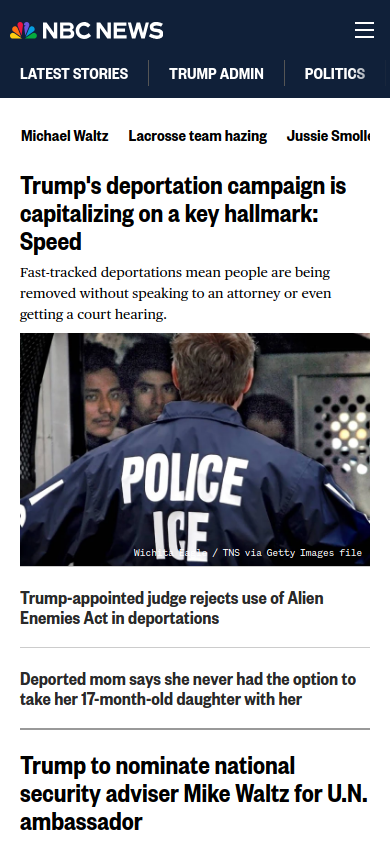 NBC NEWS
LATEST STORIES TRUMP ADMIN POLITICS
Michael Waltz Lacrosse team hazing Jussie
Trump's deportation campaign is
capitalizing on a key hallmark:
Speed
Fast-tracked deportations mean people are being
removed without speaking to an attorney or even
getting a court hearing.
POLICE
ICE
Wichita Eagle / TNS via Getty Images file
Trump-appointed judge rejects use of Alien
Enemies Act in deportations
Deported mom says she never had the option to
take her 17-month-old daughter with her
Trump to nominate national
security adviser Mike Waltz for U.N.
ambassador